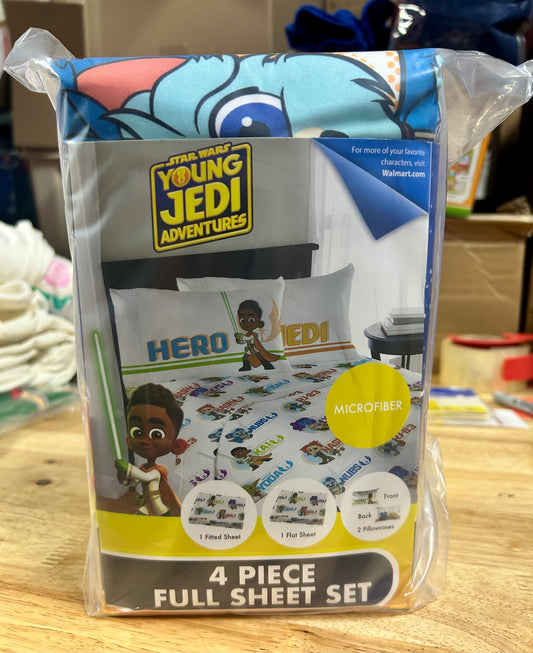 For more of your favorite
characters, visit
Walmart.com
STAR WARS
YOUNG
JEDI
ADVENTURES
HERO JEDI
MICROFIBER
NUBS
YODA
1 Fitted Sheet
1 Flat Sheet
Front
Back
2 Pillowcases
4 PIECE
FULL SHEET SET